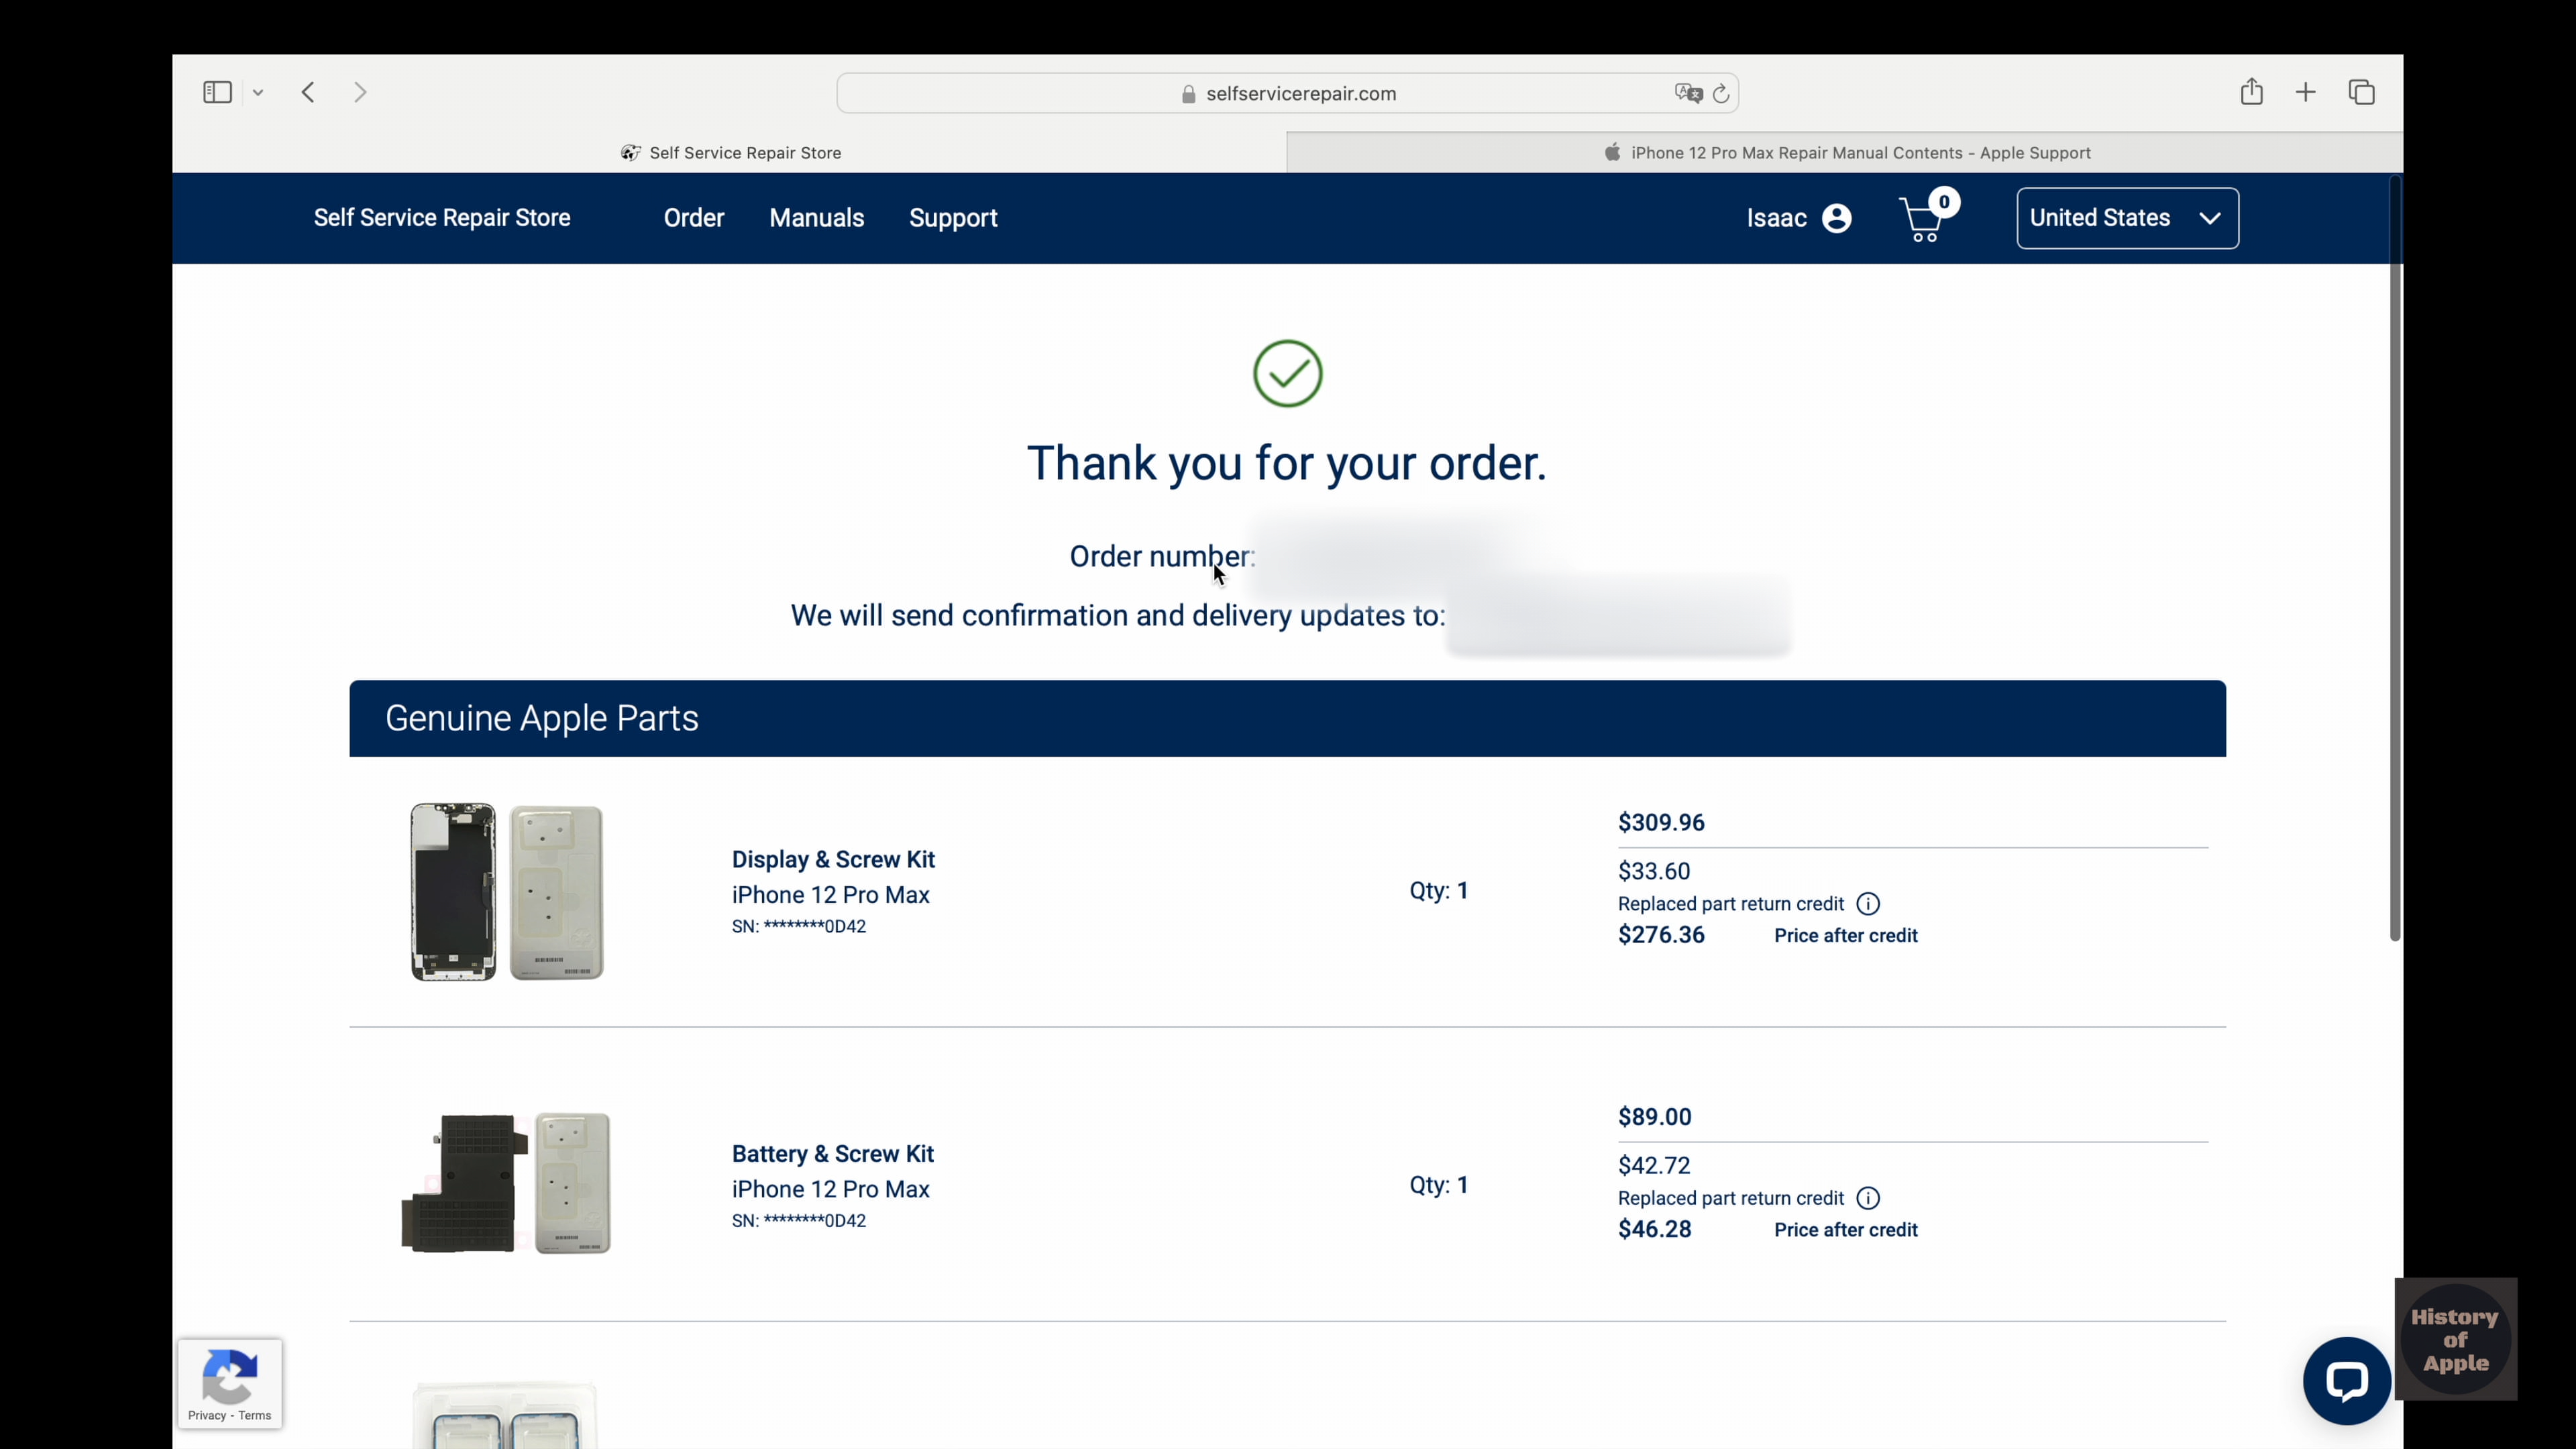 selfservicerepair.com
Self Service Repair Store
iPhone 12 Pro Max Repair Manual Contents - Apple Support
Self Service Repair Store Order Manuals Support Isaac 0 United States
Thank you for your order.
Order number:
We will send confirmation and delivery updates to:
Genuine Apple Parts
Display & Screw Kit
iPhone 12 Pro Max
SN: ********0D42
Qty: 1
$309.96
$33.60
Replaced part return credit
$276.36 Price after credit
Battery & Screw Kit
iPhone 12 Pro Max
SN: ********0D42
Qty: 1
$89.00
$42.72
Replaced part return credit
$46.28 Price after credit
Privacy - Terms
History
of
Apple